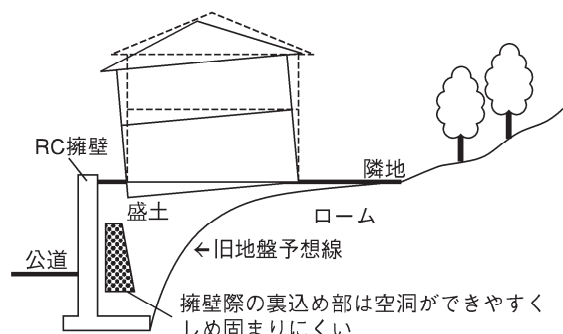 RC擁壁
隣地
盛土
ローム
公道
←旧地盤予想線
擁壁際の裏込め部は空洞ができやすく
しめ固まりにくい